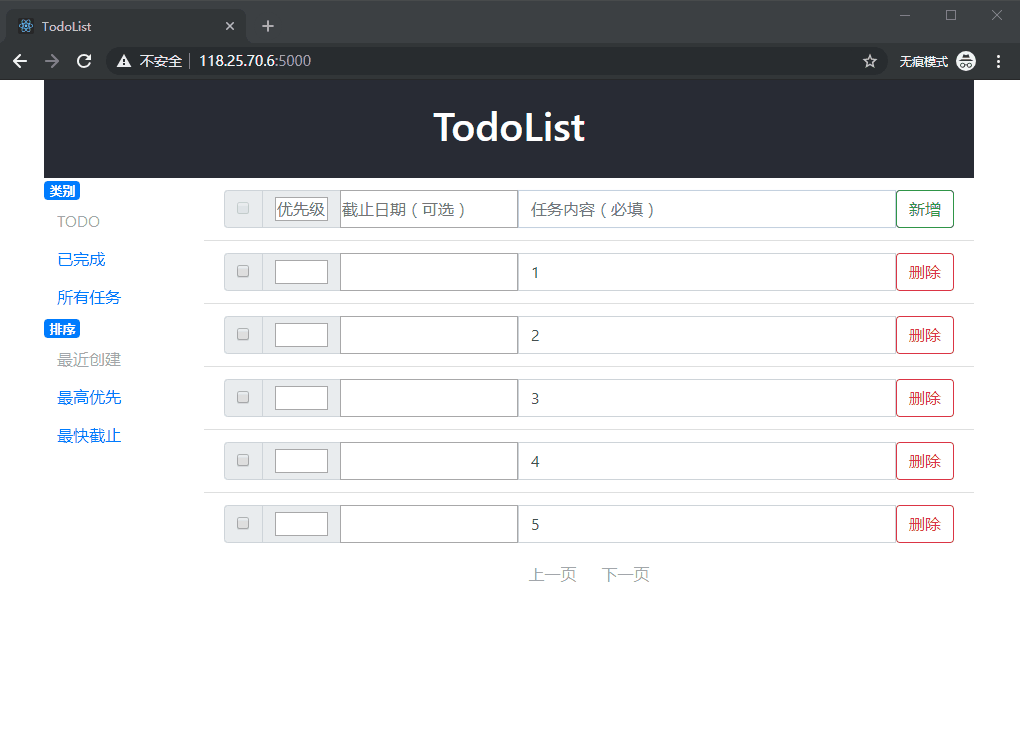 TodoList
不安全 118.25.70.6:5000 无痕模式
TodoList
类别
TODO
已完成
所有任务
排序
最近创建
最高优先
最快截止
优先级 截止日期（可选） 任务内容（必填） 新增
1 删除
2 删除
3 删除
4 删除
5 删除
上一页 下一页